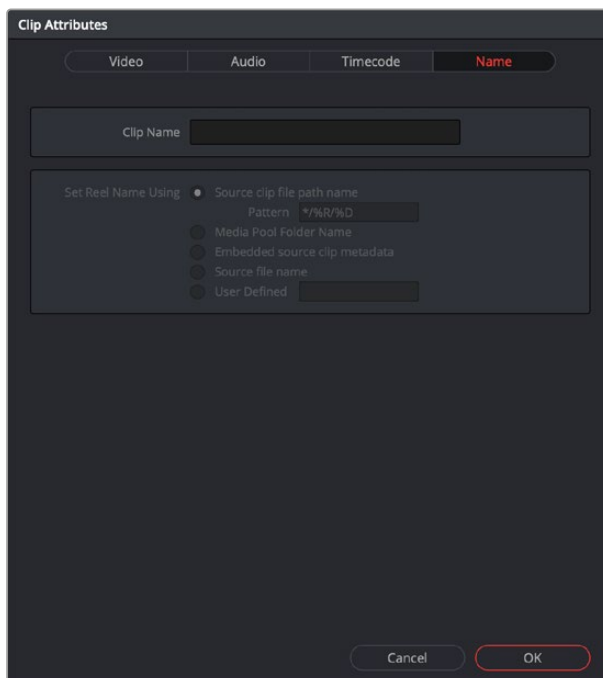 Clip Attributes
Video Audio Timecode Name
Clip Name
Set Reel Name Using Source clip file path name
Pattern */%R/%D
Media Pool Folder Name
Embedded source clip metadata
Source file name
User Defined
Cancel OK